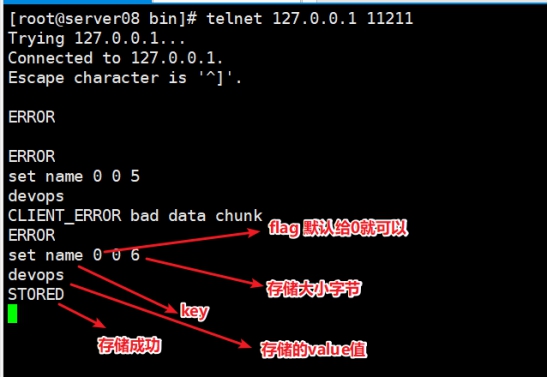 [root@server08 bin]# telnet 127.0.0.1 11211
Trying 127.0.0.1...
Connected to 127.0.0.1.
Escape character is '^]'.
ERROR
ERROR
set name 0 0 5
devops
CLIENT_ERROR bad data chunk
ERROR
flag 默认给0就可以
set name 0 0 6
devops
存储大小字节
STORED
key
存储成功
存储的value值